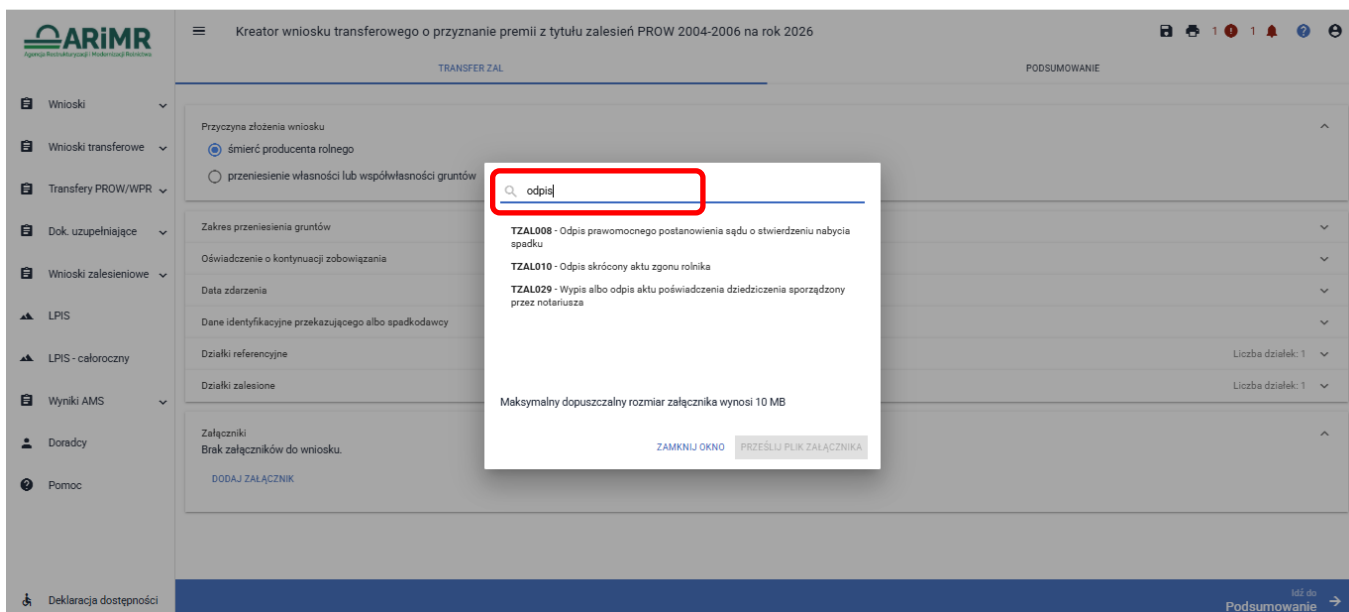 ARiMR
Agencja Restrukturyzacji i Modernizacji Rolnictwa
Kreator wniosku transferowego o przyznanie premii z tytułu zalesień PROW 2004-2006 na rok 2026
1
1
TRANSFER ZAL
PODSUMOWANIE
Wnioski
Wnioski transferowe
Transfery PROW/WPR
Dok. uzupełniające
Wnioski zalesieniowe
LPIS
LPIS - całoroczny
Wyniki AMS
Doradcy
Pomoc
Deklaracja dostępności
Przyczyna złożenia wniosku
śmierć producenta rolnego
przeniesienie własności lub współwłasności gruntów
Zakres przeniesienia gruntów
Oświadczenie o kontynuacji zobowiązania
Data zdarzenia
Dane identyfikacyjne przekazującego albo spadkodawcy
Działki referencyjne
Liczba działek: 1
Działki zalesione
Liczba działek: 1
Załączniki
Brak załączników do wniosku.
DODAJ ZAŁĄCZNIK
odpis
TZAL008 - Odpis prawomocnego postanowienia sądu o stwierdzeniu nabycia
spadku
TZAL010 - Odpis skrócony aktu zgonu rolnika
TZAL029 - Wypis albo odpis aktu poświadczenia dziedziczenia sporządzony
przez notariusza
Maksymalny dopuszczalny rozmiar załącznika wynosi 10 MB
ZAMKNIJ OKNO
PRZEŚLIJ PLIK ZAŁĄCZNIKA
Idź do
Podsumowanie